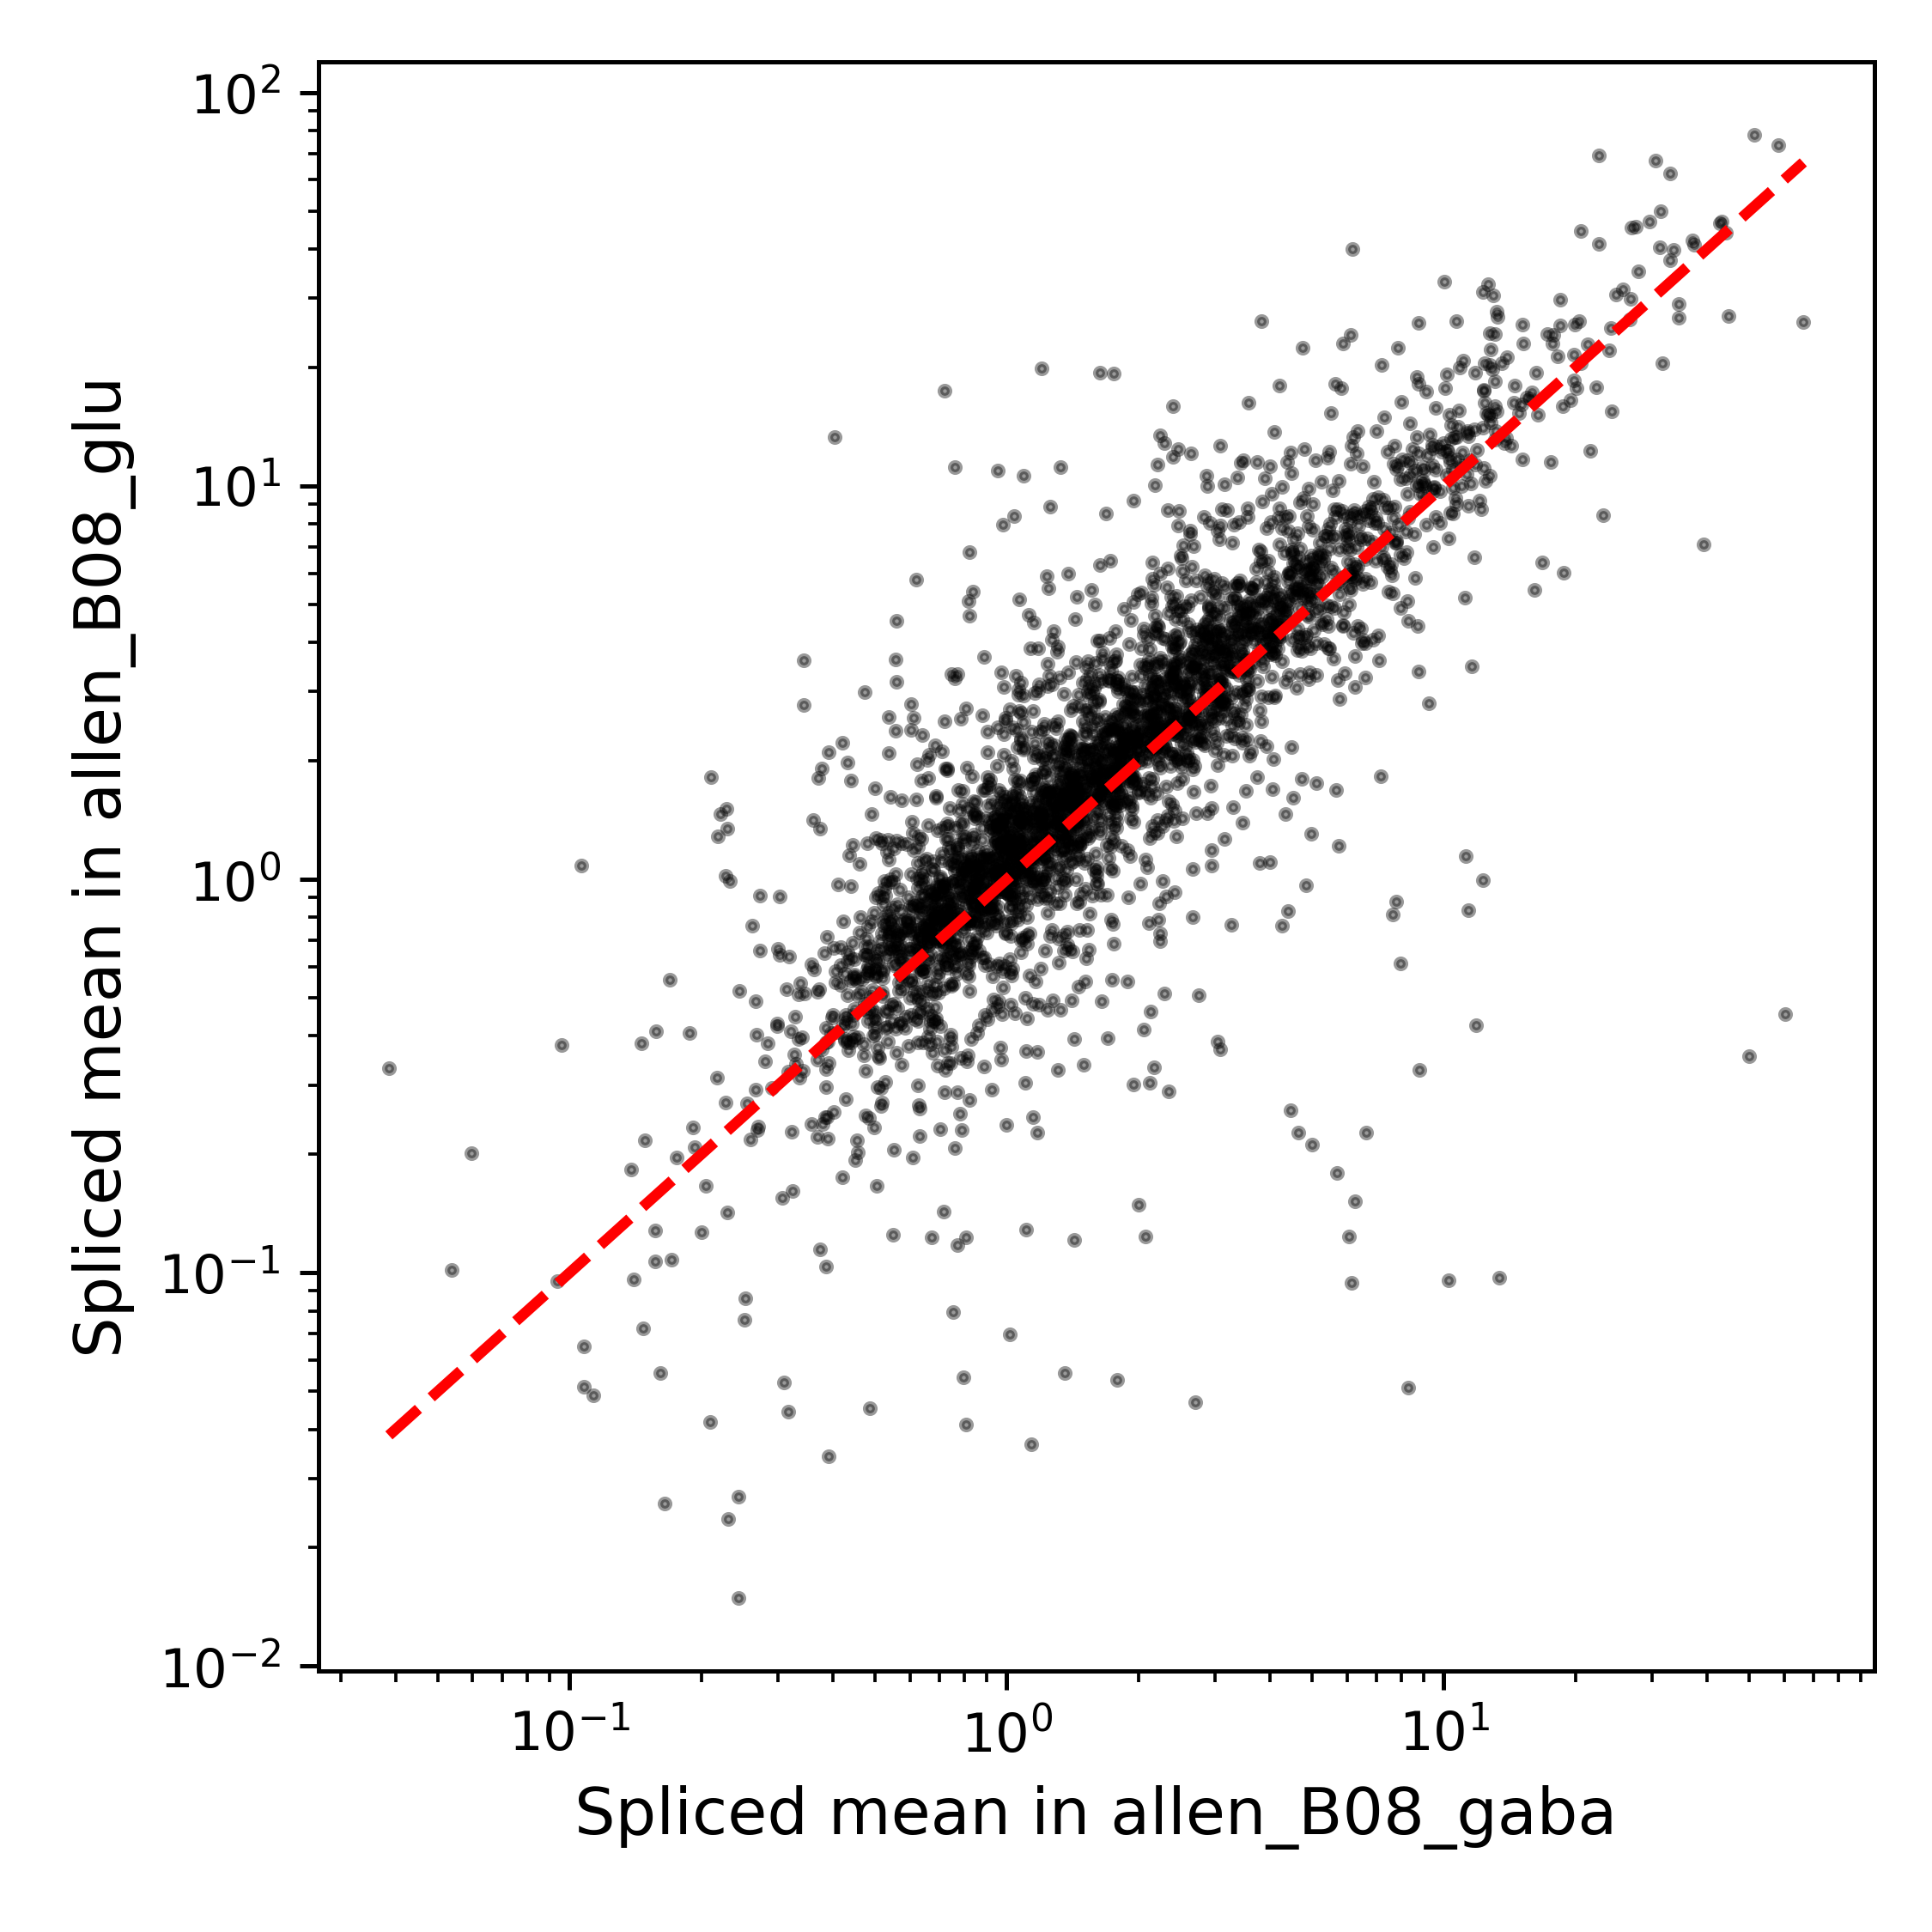 10²
10¹
10⁰
10⁻¹
10⁻²
Spliced mean in allen_B08_glu
10⁻¹ 10⁰ 10¹
Spliced mean in allen_B08_gaba